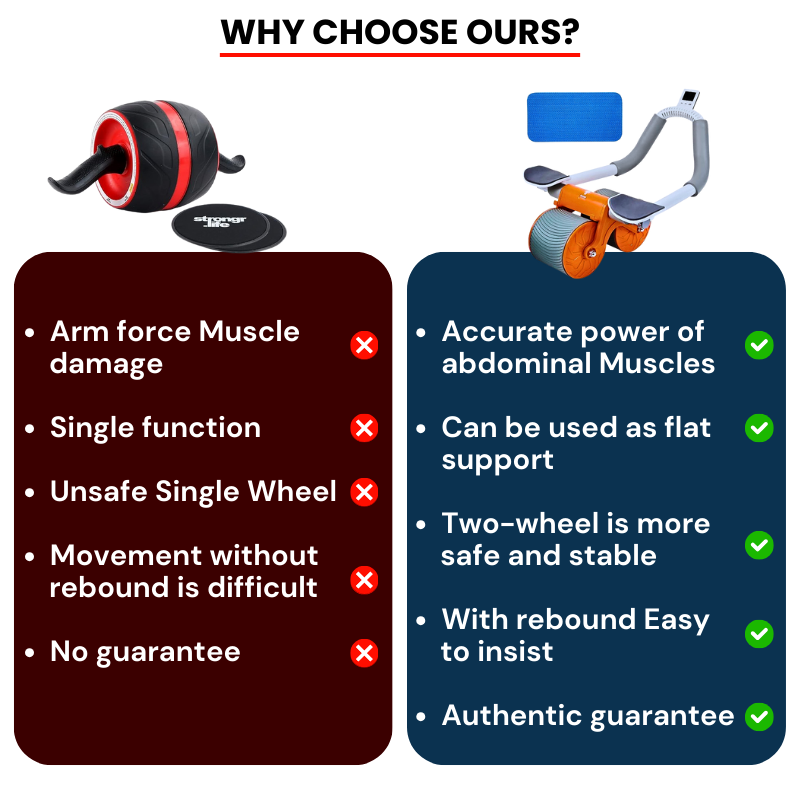 WHY CHOOSE OURS?
strongr
.life
• Arm force Muscle
damage
• Single function
• Unsafe Single Wheel
• Movement without
rebound is difficult
• No guarantee
• Accurate power of
abdominal Muscles
• Can be used as flat
support
• Two-wheel is more
safe and stable
• With rebound Easy
to insist
• Authentic guarantee